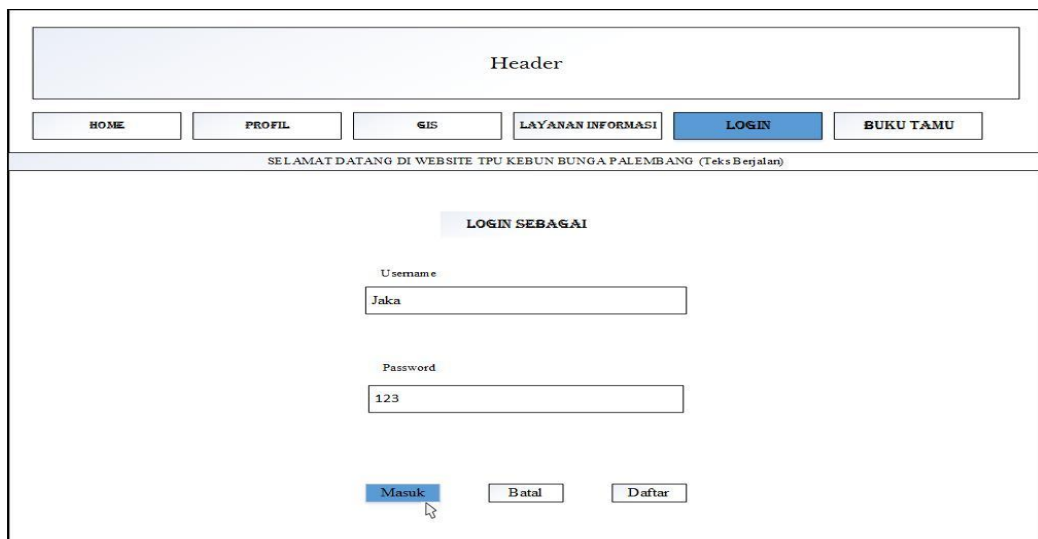 Header
HOME PROFIL GIS LAYANAN INFORMASI LOGIN BUKU TAMU
SELAMAT DATANG DI WEBSITE TPU KEBUN BUNGA PALEMBANG (Teks Berjalan)
LOGIN SEBAGAI
Username
Jaka
Password
123
Masuk Batal Daftar